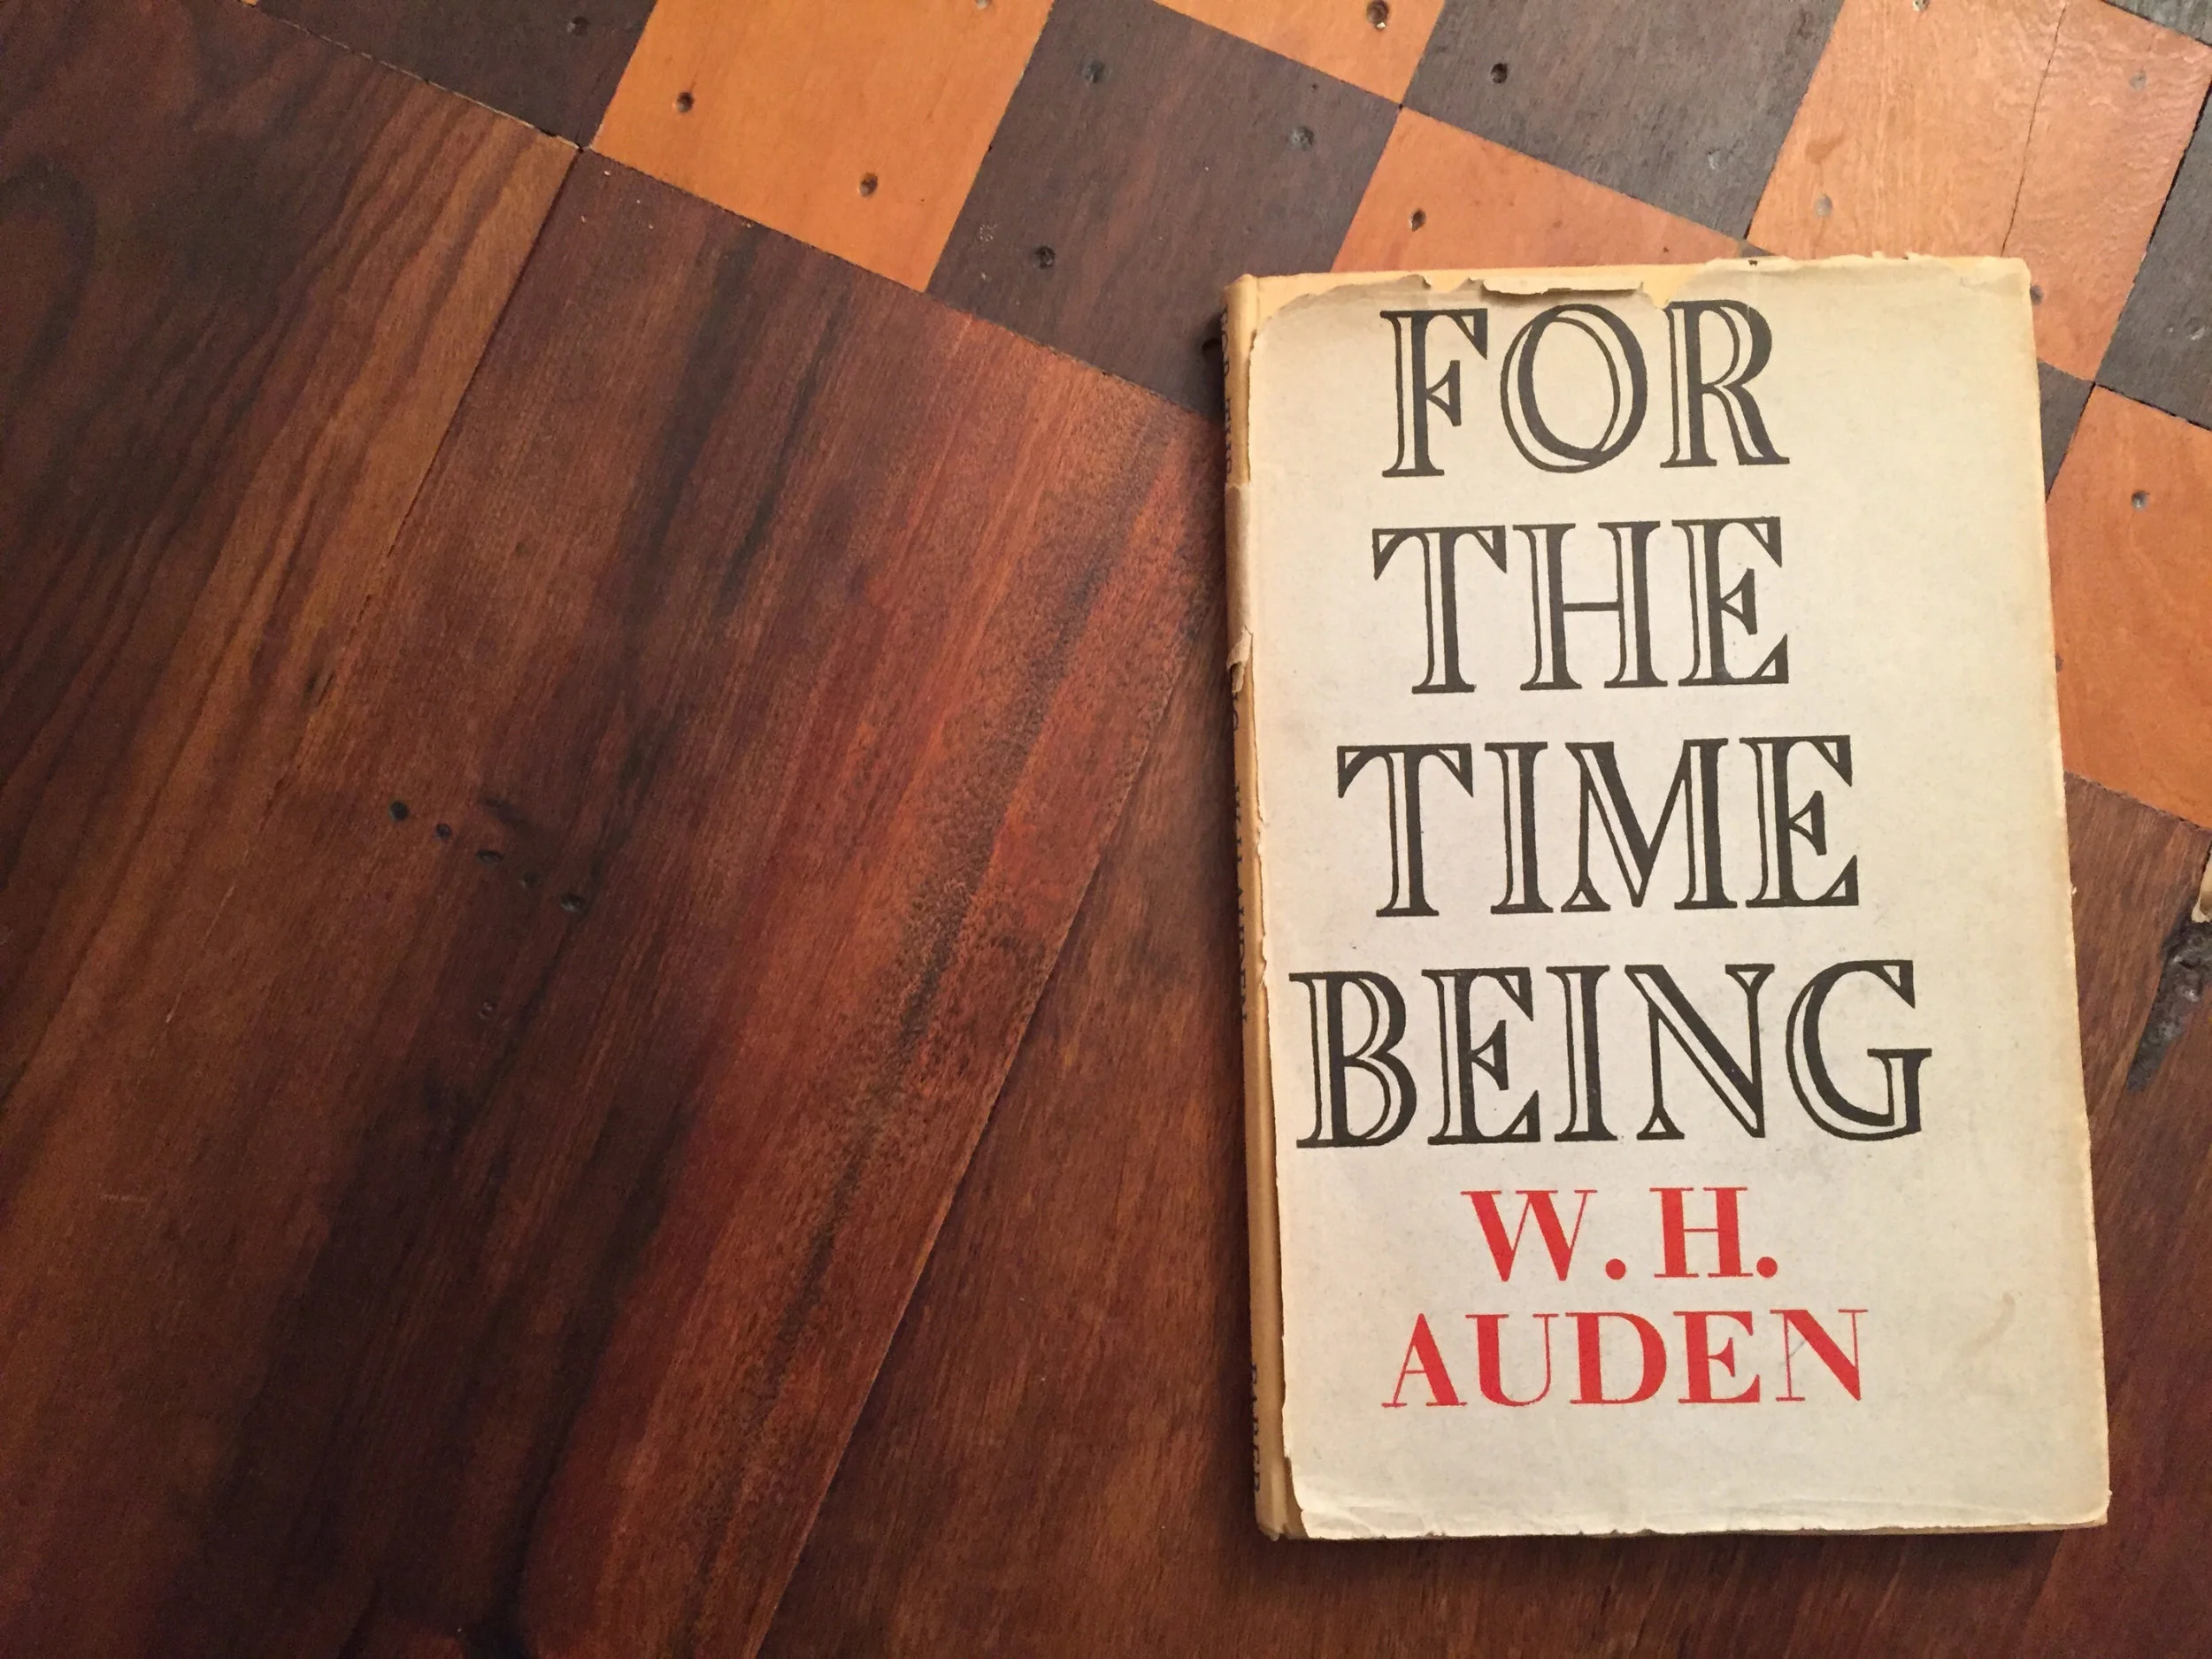 FOR
THE
TIME
BEING
W. H.
AUDEN